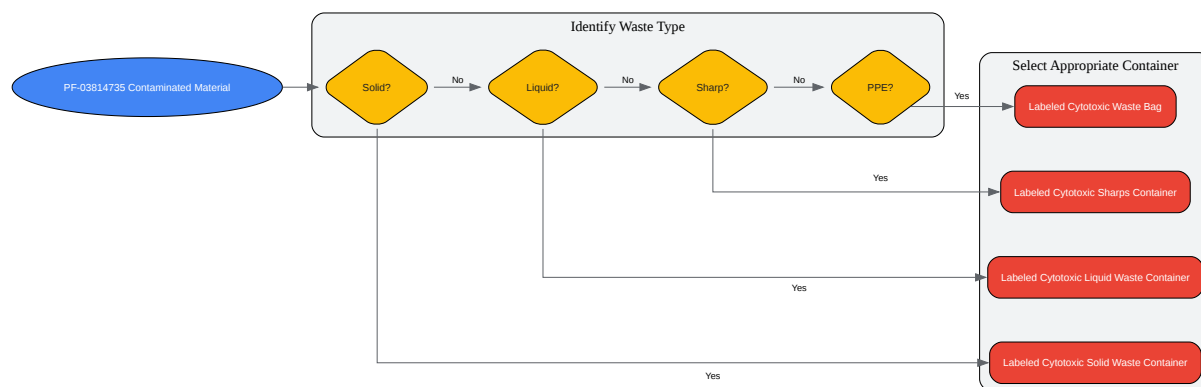 Identify Waste Type
PF-03814735 Contaminated Material
Solid?
No
Liquid?
No
Sharp?
No
PPE?
Yes
Select Appropriate Container
Labeled Cytotoxic Waste Bag
Yes
Labeled Cytotoxic Sharps Container
Yes
Labeled Cytotoxic Liquid Waste Container
Yes
Labeled Cytotoxic Solid Waste Container